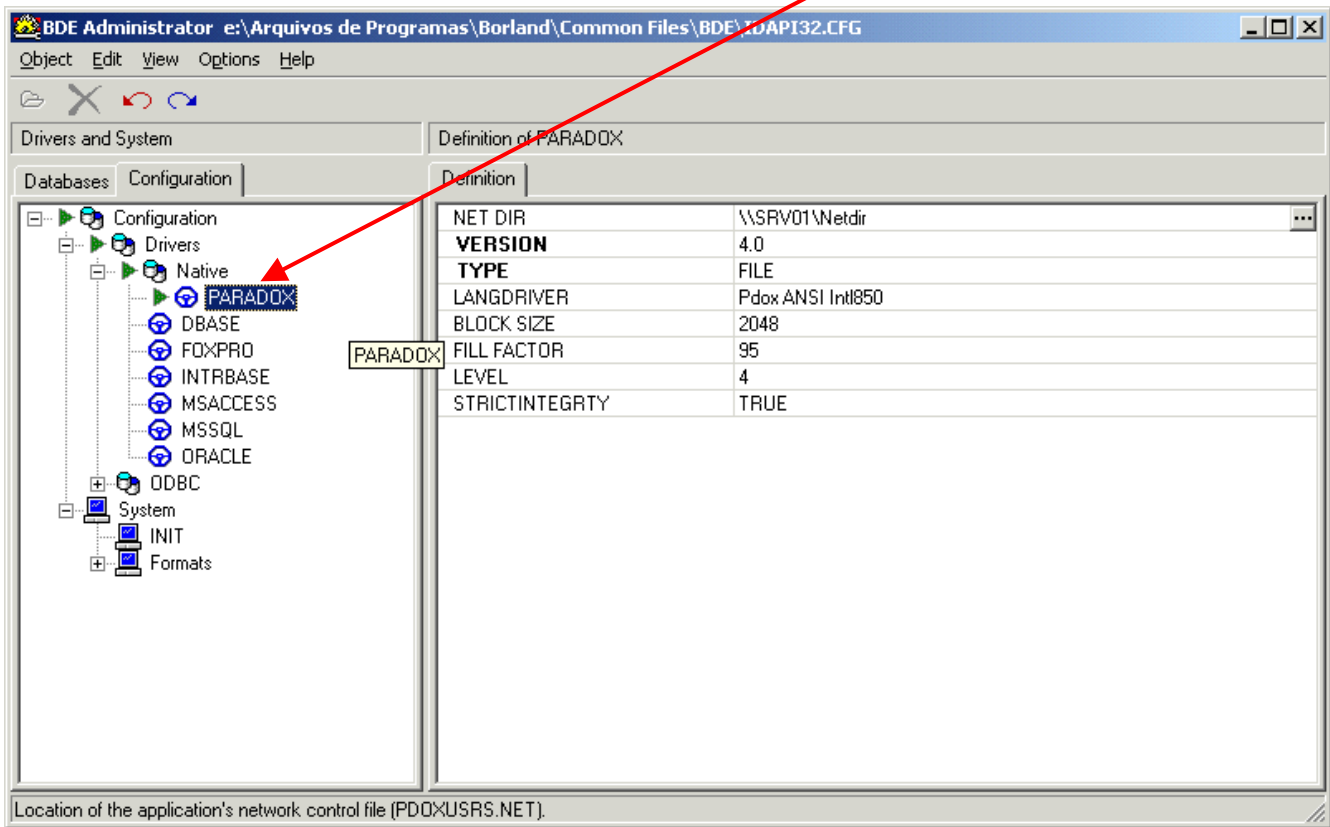 BDE Administrator e:\Arquivos de Programas\Borland\Common Files\BDE\IDAPI32.CFG
Object Edit View Options Help
Drivers and System
Definition of PARADOX
Databases Configuration
Definition
Configuration
Drivers
Native
PARADOX
DBASE
FOXPRO
INTRBASE
MSACCESS
MSSQL
ORACLE
ODBC
System
INIT
Formats
PARADOX
NET DIR \\SRV01\Netdir ...
VERSION 4.0
TYPE FILE
LANGDRIVER Pdox ANSI Intl850
BLOCK SIZE 2048
FILL FACTOR 95
LEVEL 4
STRICTINTEGRTY TRUE
Location of the application's network control file (PDOXUSRS.NET).